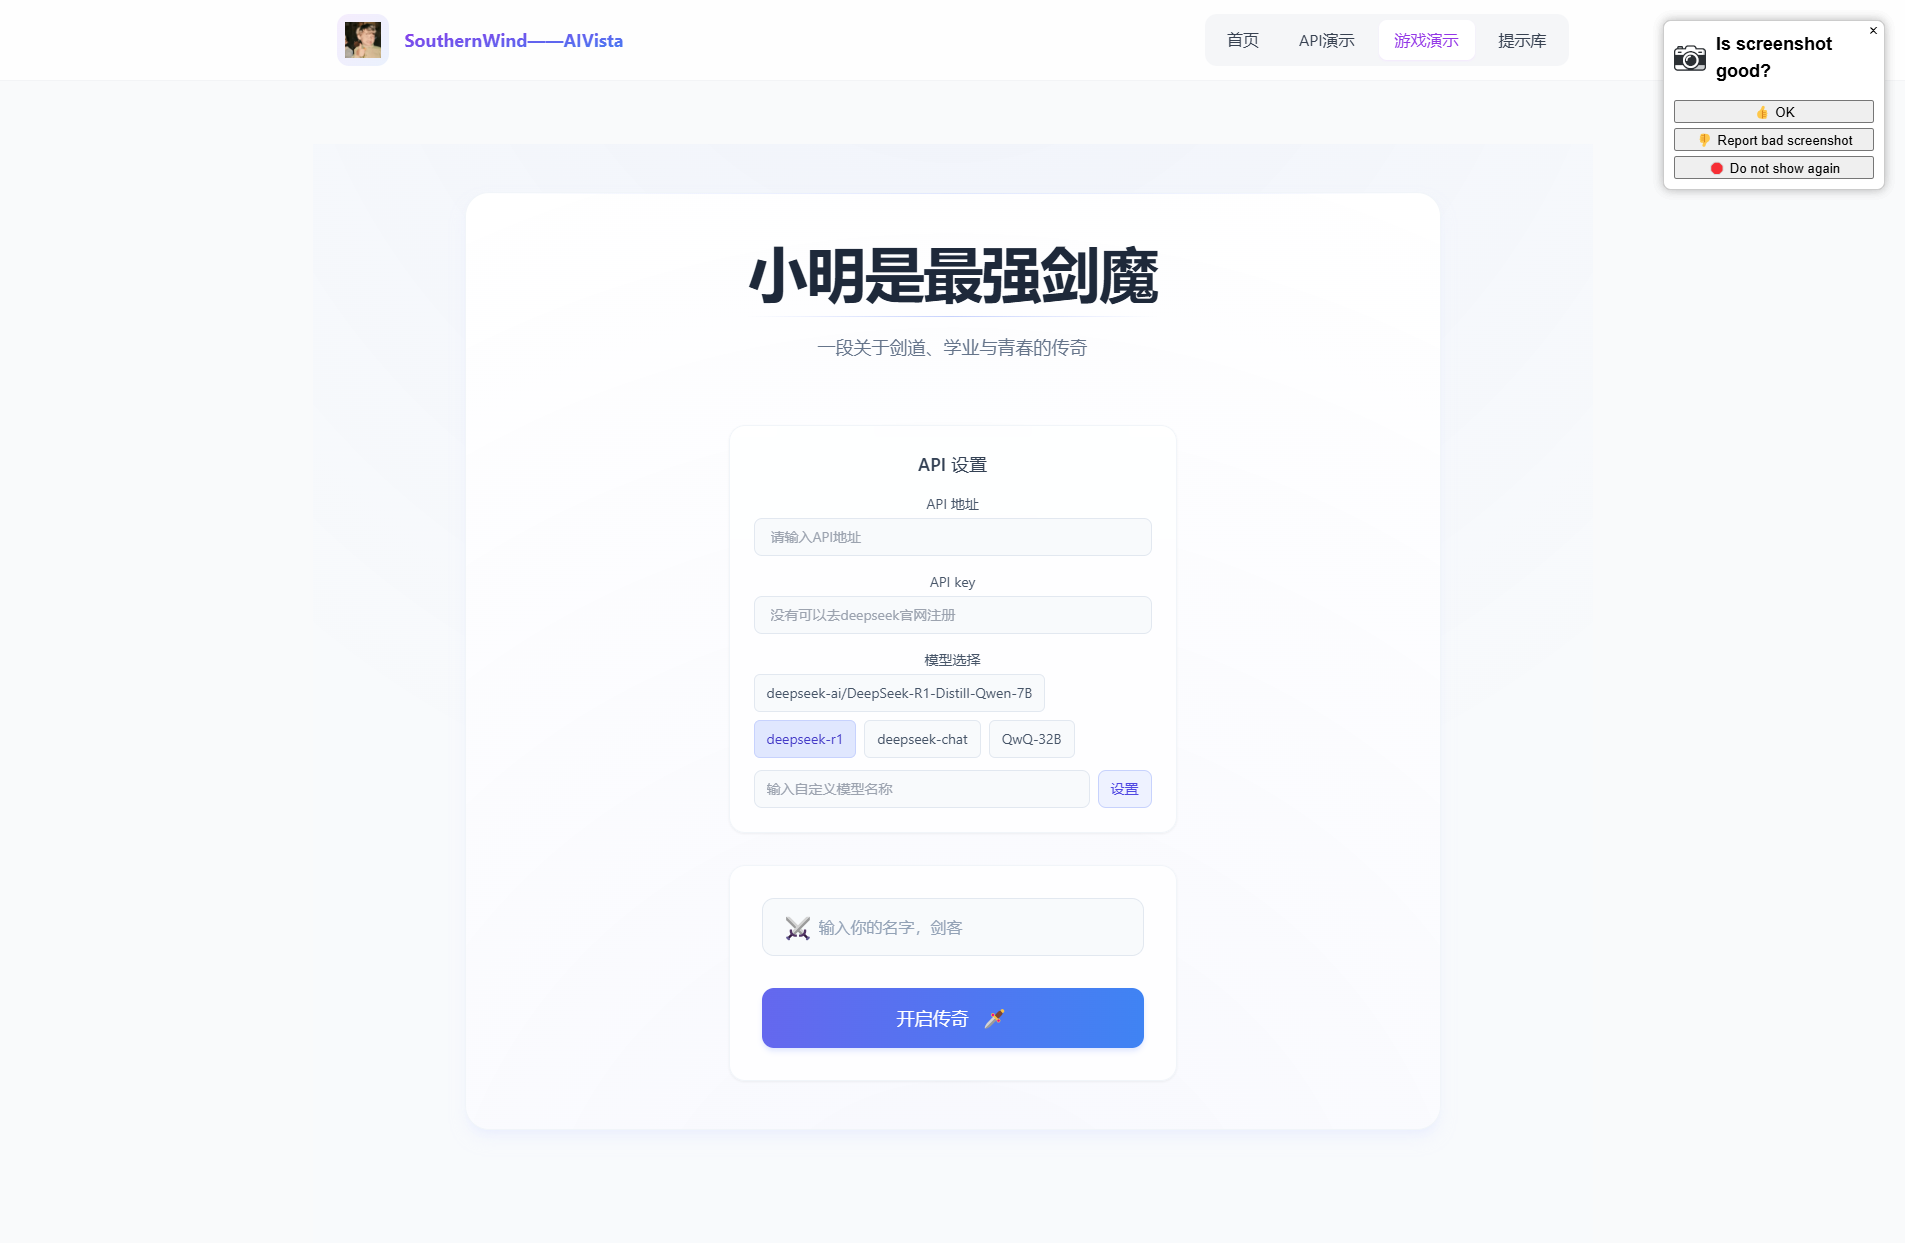 SouthernWind——AIVista
首页
API演示
游戏演示
提示库
×
Is screenshot
good?
👍 OK
👎 Report bad screenshot
🛑 Do not show again
小明是最强剑魔
一段关于剑道、学业与青春的传奇
API 设置
API 地址
请输入API地址
API key
没有可以去deepseek官网注册
模型选择
deepseek-ai/DeepSeek-R1-Distill-Qwen-7B
deepseek-r1
deepseek-chat
QwQ-32B
输入自定义模型名称
设置
⚔️ 输入你的名字，剑客
开启传奇 🗡️